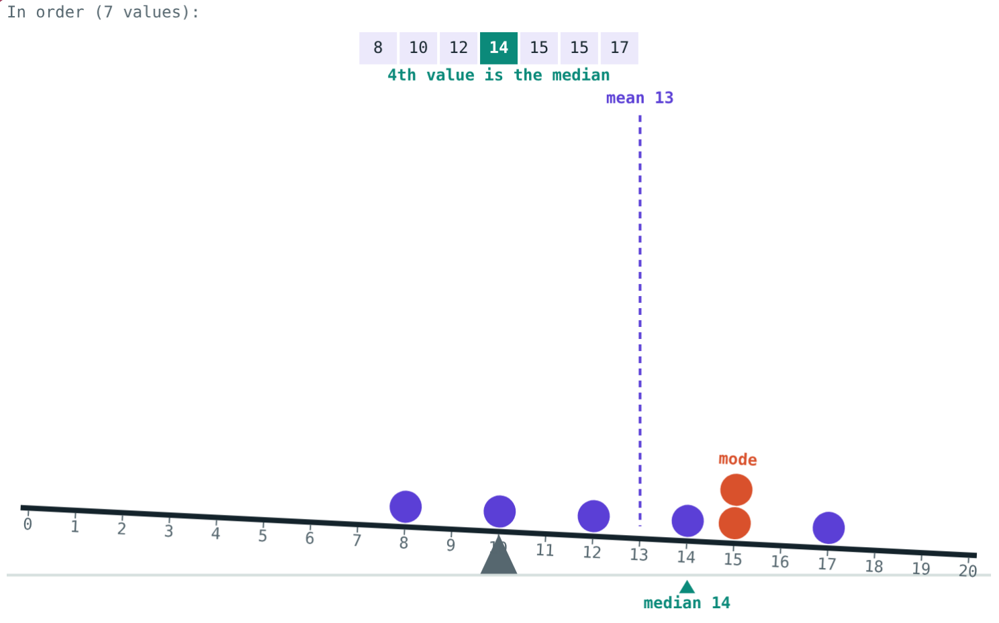 In order (7 values):
8 10 12 14 15 15 17
4th value is the median
mean 13
mode
0 1 2 3 4 5 6 7 8 9 10 11 12 13 14 15 16 17 18 19 20
median 14